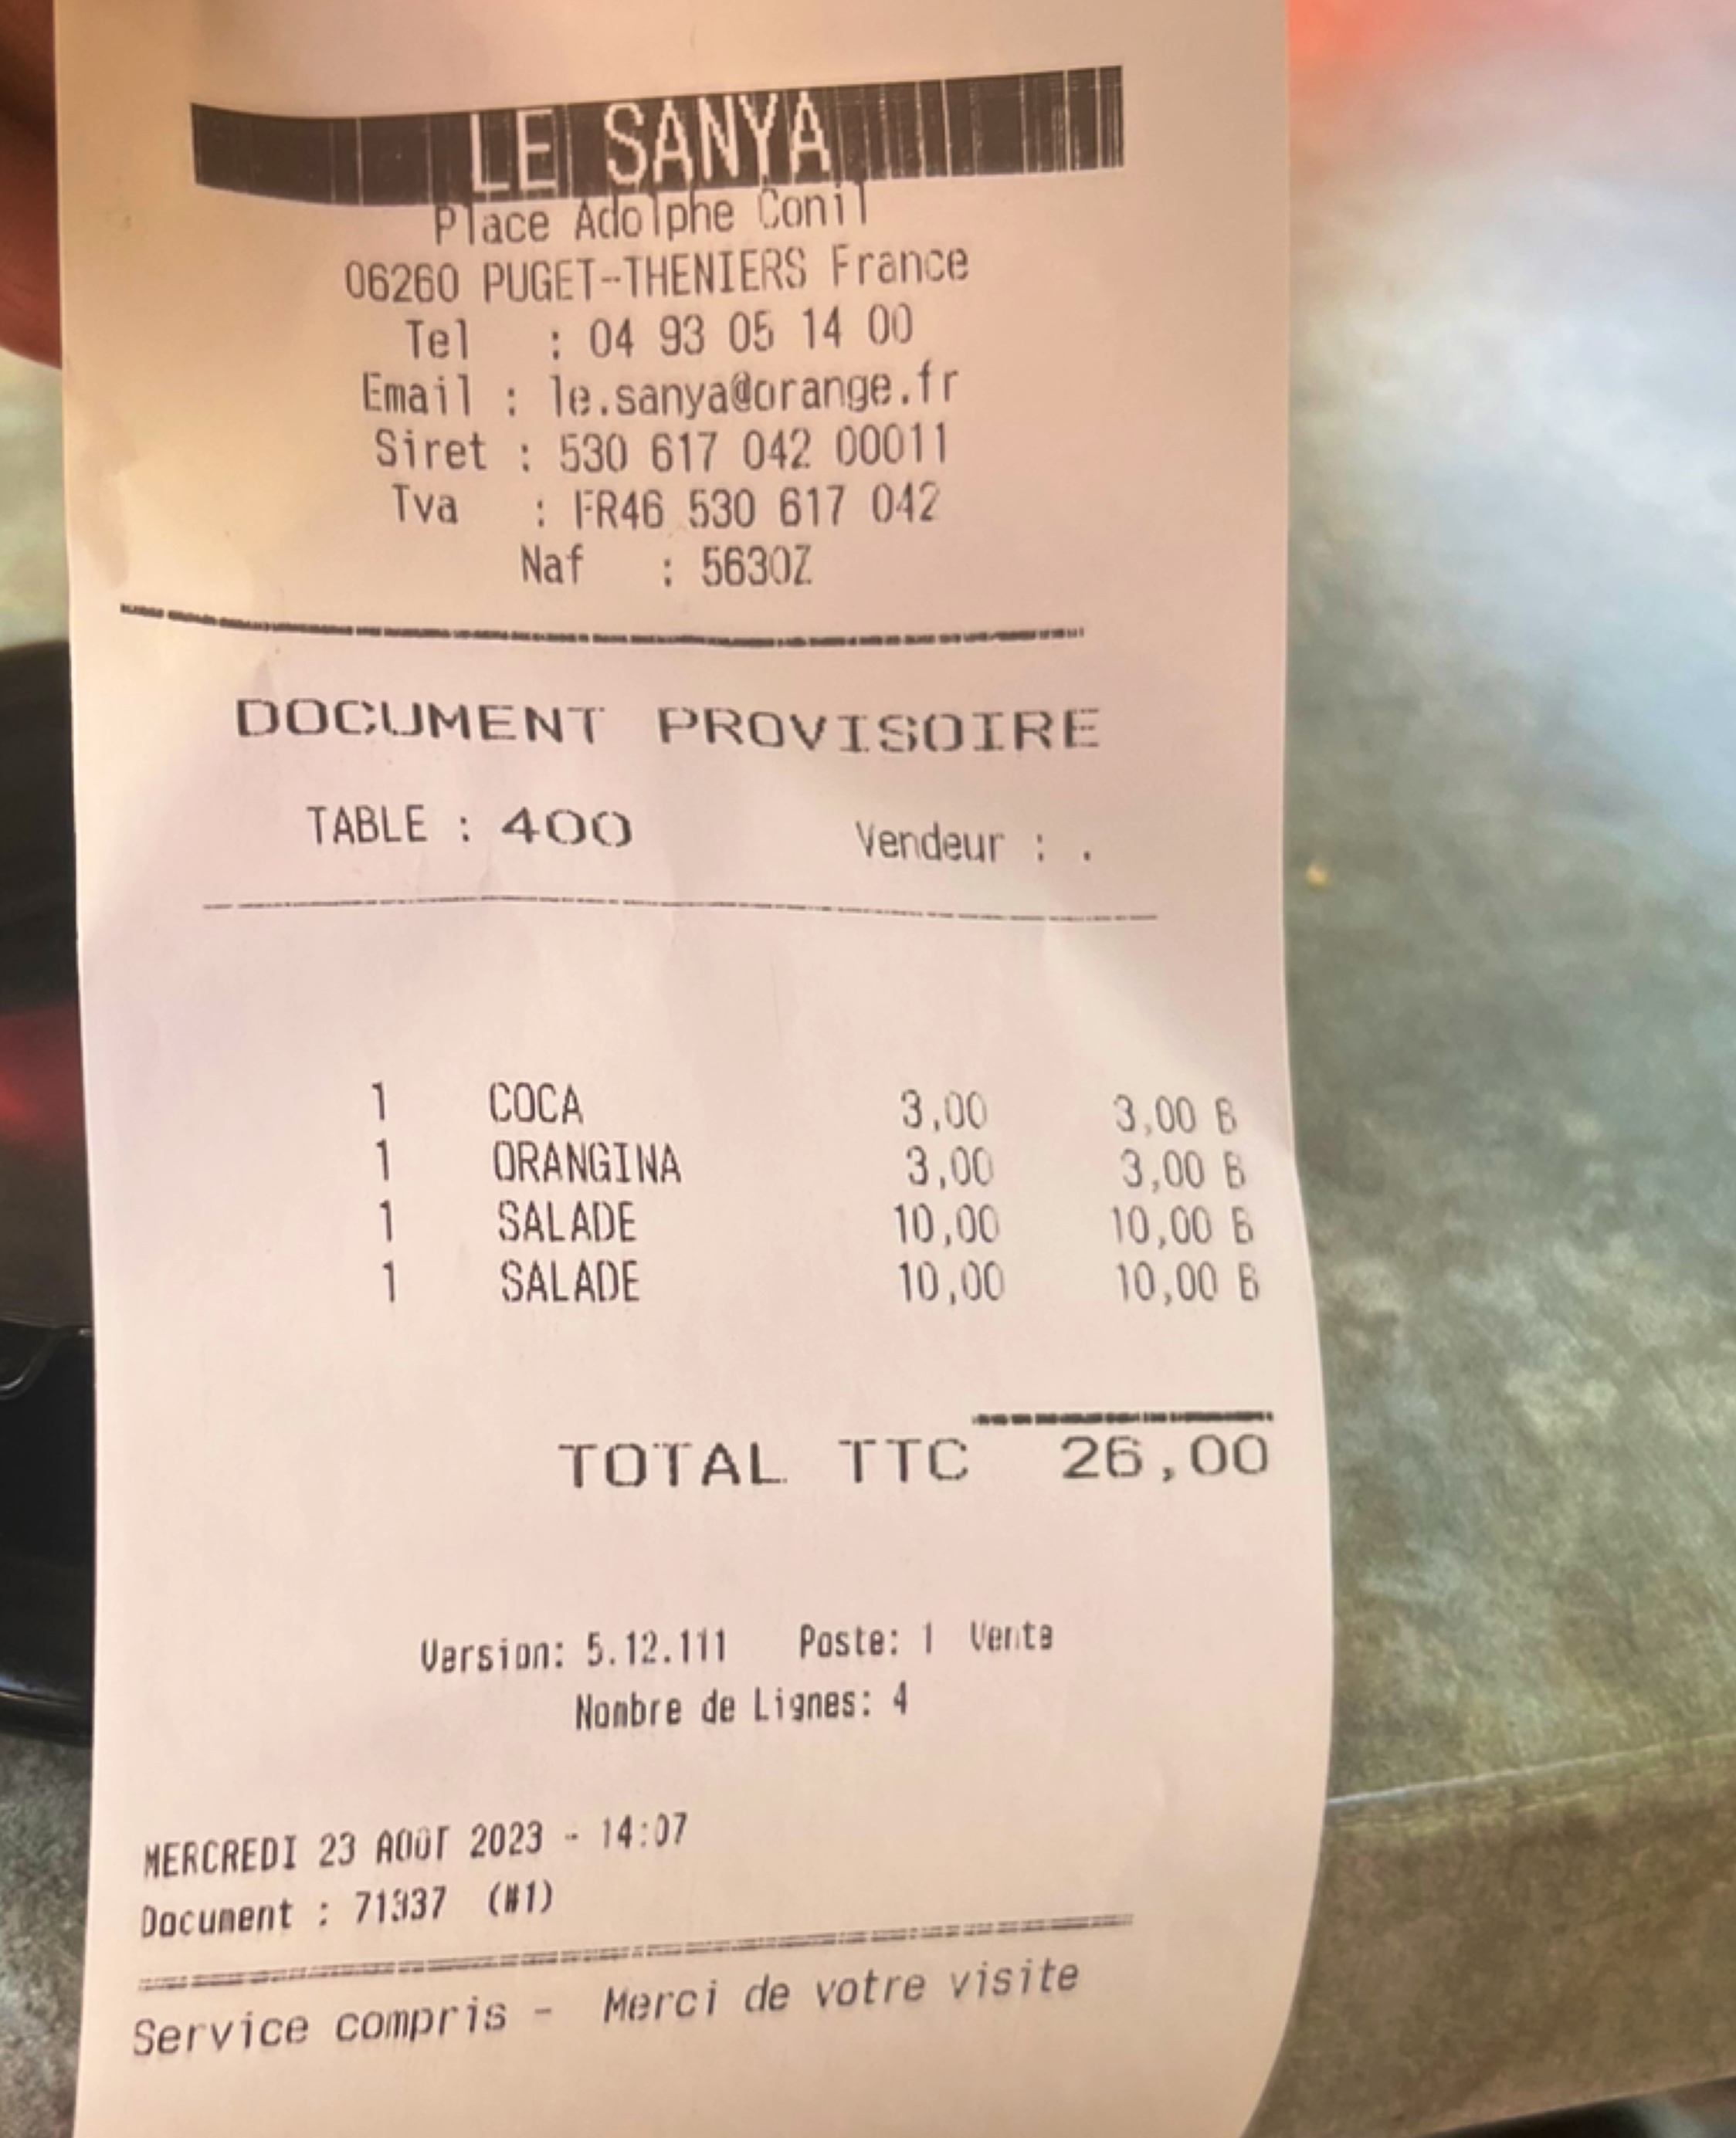 LE SANYA
Place Adolphe Conil
06260 PUGET-THENIERS France
Tel : 04 93 05 14 00
Email : le.sanya@orange.fr
Siret : 530 617 042 00011
Tva : FR46 530 617 042
Naf : 5630Z
DOCUMENT PROVISOIRE
TABLE : 400 Vendeur : .
1 COCA 3,00 3,00 B
1 ORANGINA 3,00 3,00 B
1 SALADE 10,00 10,00 B
1 SALADE 10,00 10,00 B
TOTAL TTC 26,00
Version: 5.12.111 Poste: 1 Vente
Nombre de Lignes: 4
MERCREDI 23 AOÛT 2023 - 14:07
Document : 71337 (#1)
Service compris - Merci de votre visite